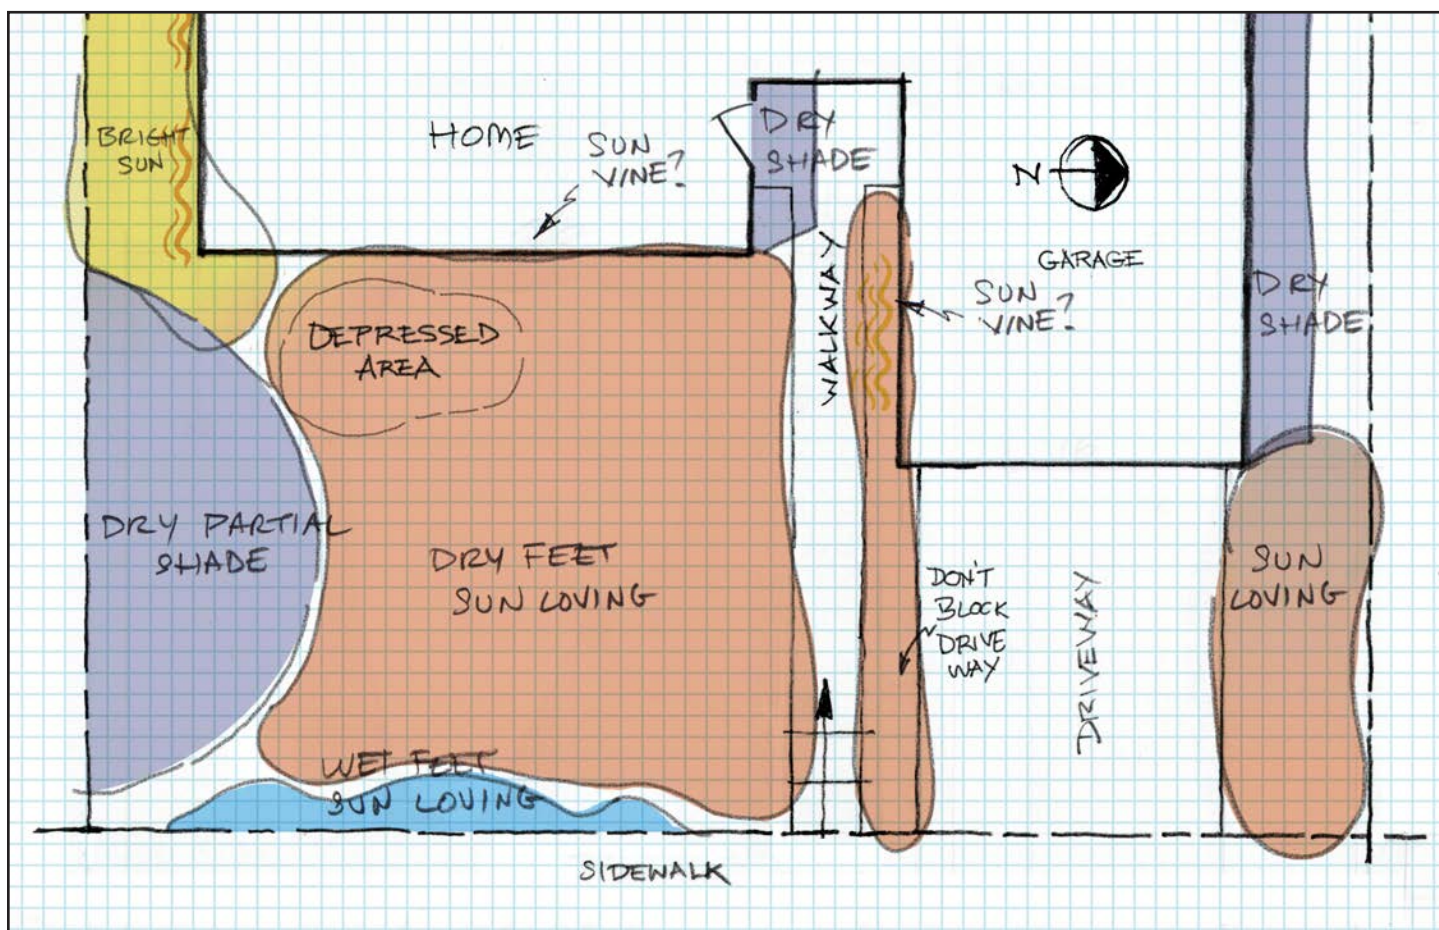 BRIGHT
SUN
HOME
SUN
VINE?
DRY
SHADE
N
GARAGE
SUN
VINE?
DRY
SHADE
DEPRESSED
AREA
WALKWAY
DRY PARTIAL
SHADE
DRY FEET
SUN LOVING
DON'T
BLOCK
DRIVE
WAY
DRIVEWAY
SUN
LOVING
WET FEET
SUN LOVING
SIDEWALK